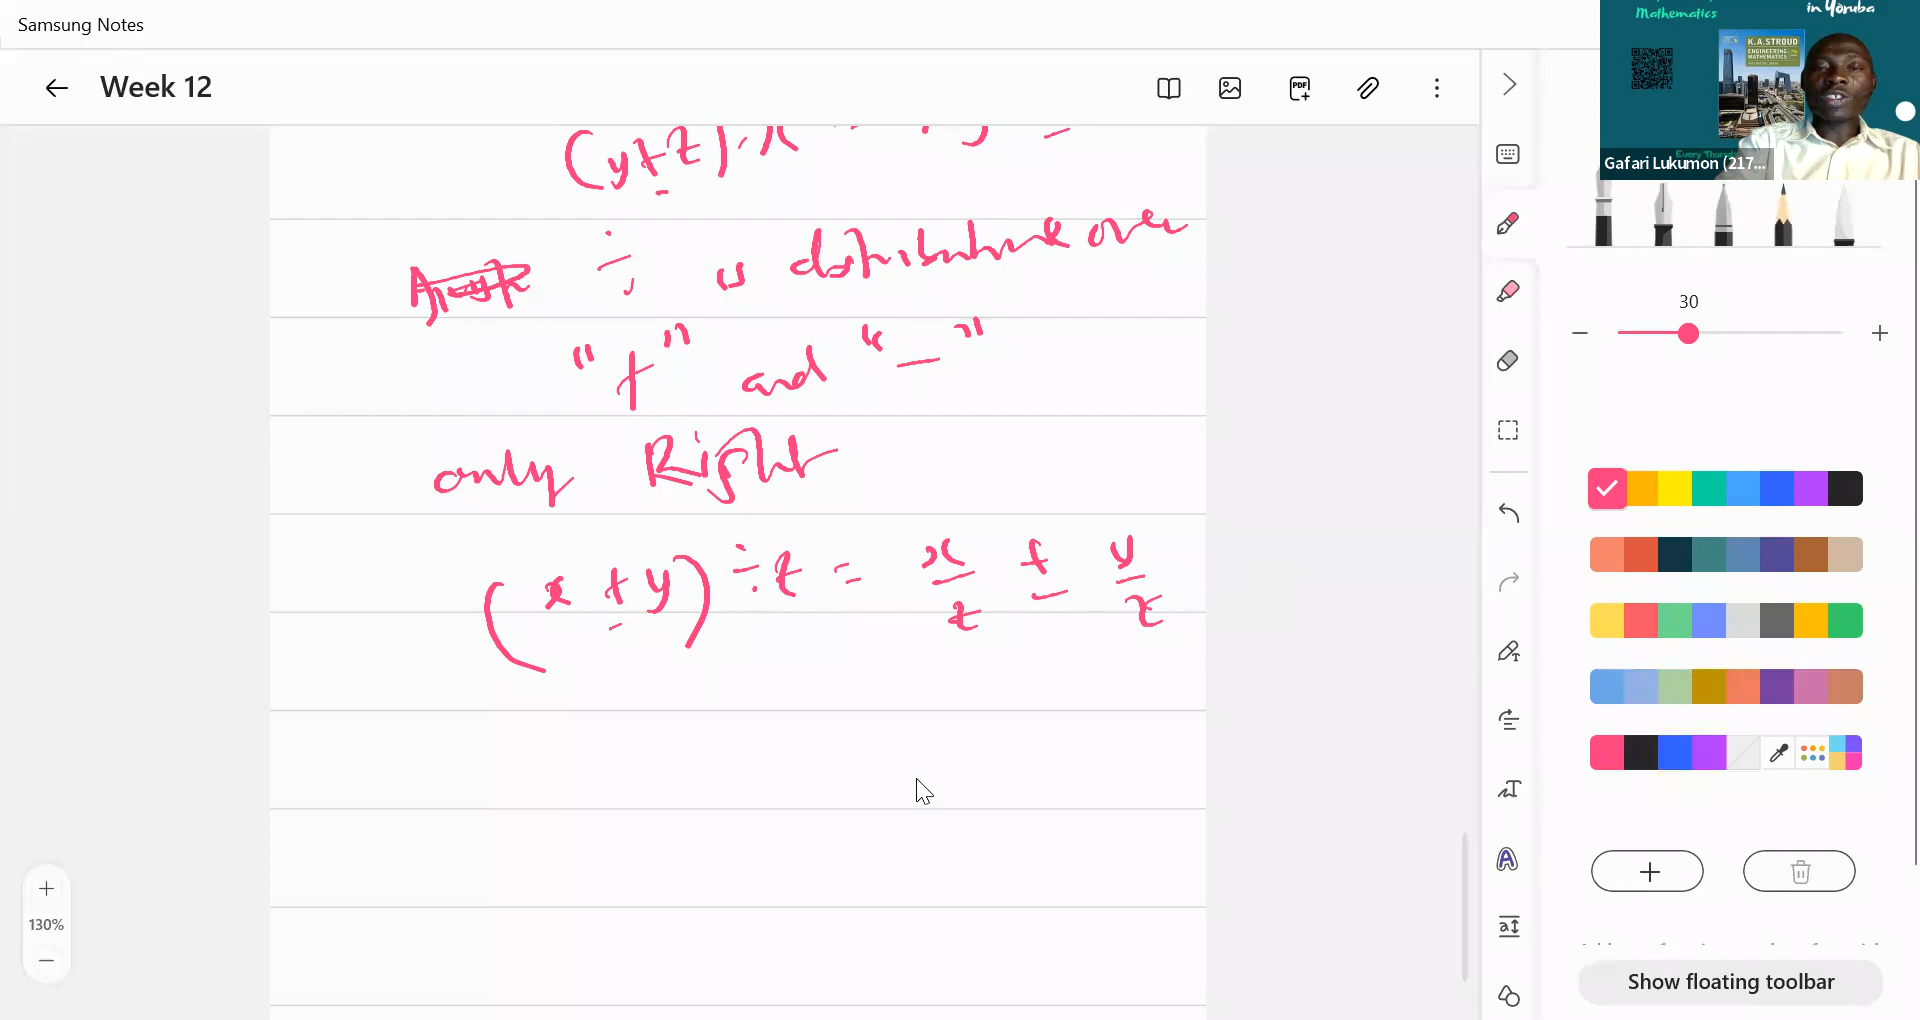 Samsung Notes
Mathematics
in Yoruba
K.A. STROUD
ENGINEERING
MATHEMATICS
Gafari Lukumon (217...
Week 12
PDF
(y+z)
÷ is distributive over
"+" and "-"
only Right
(x + y) ÷ z = x/z + y/z
30
130%
Show floating toolbar